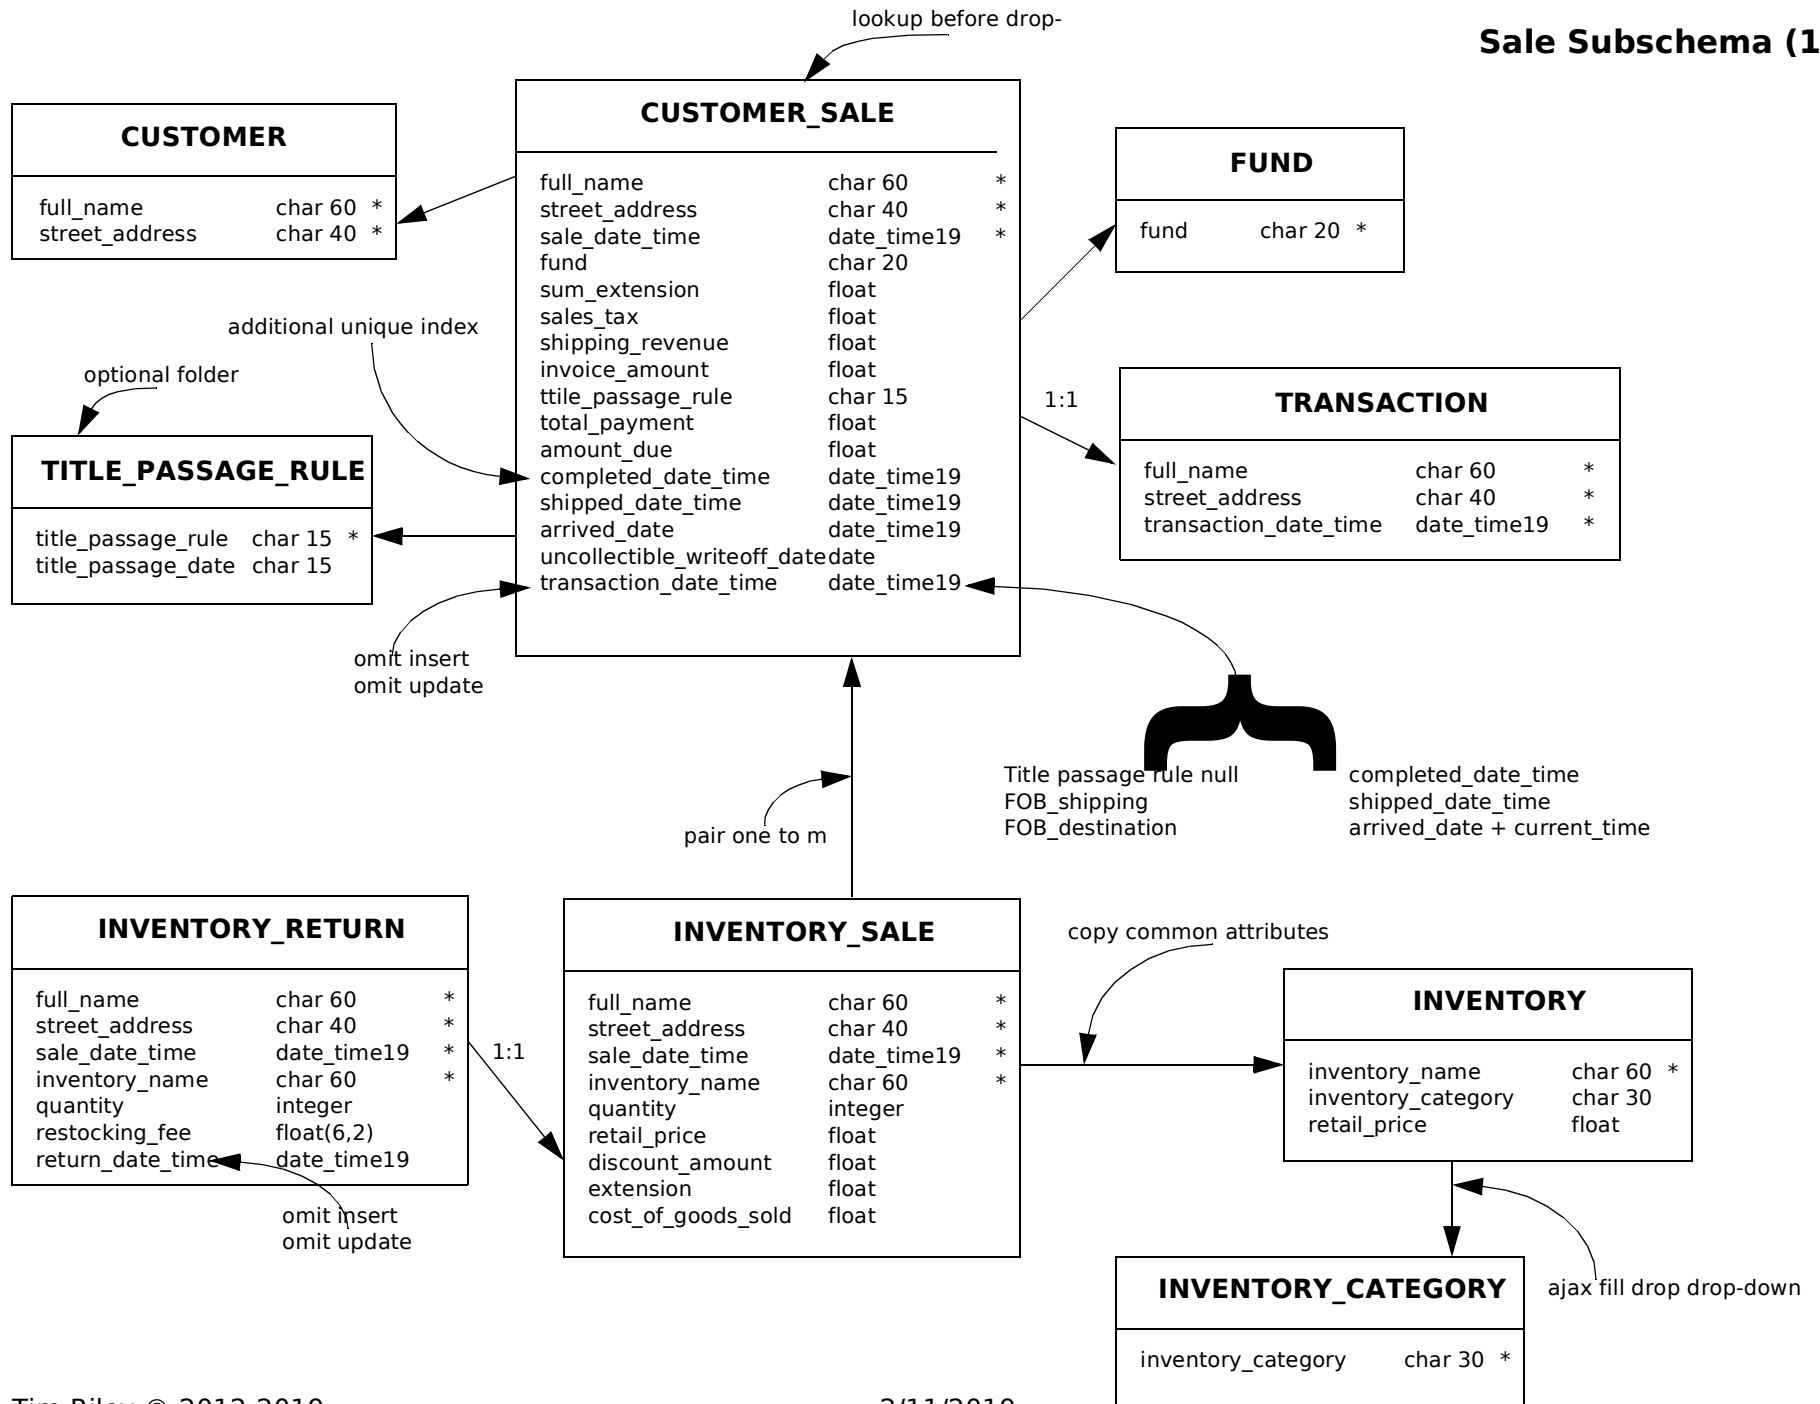 lookup before drop-
Sale Subschema (1
CUSTOMER
full_name char 60 *
street_address char 40 *
CUSTOMER_SALE
full_name char 60 *
street_address char 40 *
sale_date_time date_time19 *
fund char 20
sum_extension float
sales_tax float
shipping_revenue float
invoice_amount float
ttile_passage_rule char 15
total_payment float
amount_due float
completed_date_time date_time19
shipped_date_time date_time19
arrived_date date_time19
uncollectible_writeoff_date date
transaction_date_time date_time19
FUND
fund char 20 *
additional unique index
optional folder
1:1
TRANSACTION
full_name char 60 *
street_address char 40 *
transaction_date_time date_time19 *
TITLE_PASSAGE_RULE
title_passage_rule char 15 *
title_passage_date char 15
omit insert
omit update
Title passage rule null completed_date_time
FOB_shipping shipped_date_time
FOB_destination arrived_date + current_time
pair one to m
INVENTORY_RETURN
full_name char 60 *
street_address char 40 *
sale_date_time date_time19 *
inventory_name char 60 *
quantity integer
restocking_fee float(6,2)
return_date_time date_time19
1:1
omit insert
omit update
INVENTORY_SALE
full_name char 60 *
street_address char 40 *
sale_date_time date_time19 *
inventory_name char 60 *
quantity integer
retail_price float
discount_amount float
extension float
cost_of_goods_sold float
copy common attributes
INVENTORY
inventory_name char 60 *
inventory_category char 30
retail_price float
ajax fill drop drop-down
INVENTORY_CATEGORY
inventory_category char 30 *
Tim Riley © 2012-2019
2/11/2019